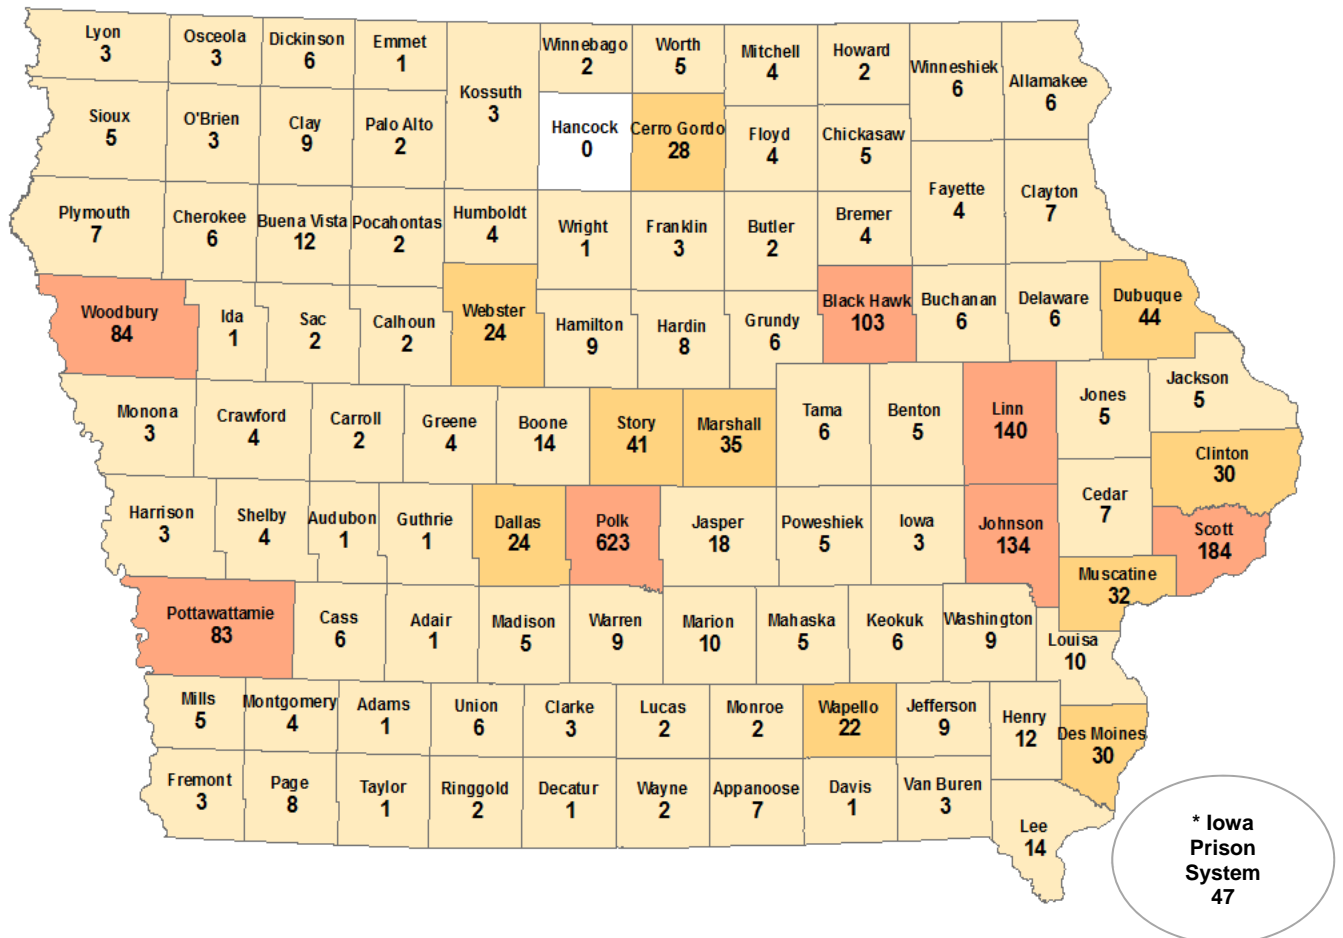 Lyon
3
Osceola
3
Dickinson
6
Emmet
1
Kossuth
3
Winnebago
2
Worth
5
Mitchell
4
Howard
2
Winneshiek
6
Allamakee
6
Sioux
5
O'Brien
3
Clay
9
Palo Alto
2
Hancock
0
Cerro Gordo
28
Floyd
4
Chickasaw
5
Fayette
4
Clayton
7
Plymouth
7
Cherokee
6
Buena Vista
12
Pocahontas
2
Humboldt
4
Wright
1
Franklin
3
Butler
2
Bremer
4
Woodbury
84
Ida
1
Sac
2
Calhoun
2
Webster
24
Hamilton
9
Hardin
8
Grundy
6
Black Hawk
103
Buchanan
6
Delaware
6
Dubuque
44
Monona
3
Crawford
4
Carroll
2
Greene
4
Boone
14
Story
41
Marshall
35
Tama
6
Benton
5
Linn
140
Jones
5
Jackson
5
Clinton
30
Harrison
3
Shelby
4
Audubon
1
Guthrie
1
Dallas
24
Polk
623
Jasper
18
Poweshiek
5
Iowa
3
Johnson
134
Cedar
7
Scott
184
Muscatine
32
Pottawattamie
83
Cass
6
Adair
1
Madison
5
Warren
9
Marion
10
Mahaska
5
Keokuk
6
Washington
9
Louisa
10
Mills
5
Montgomery
4
Adams
1
Union
6
Clarke
3
Lucas
2
Monroe
2
Wapello
22
Jefferson
9
Henry
12
Des Moines
30
Fremont
3
Page
8
Taylor
1
Ringgold
2
Decatur
1
Wayne
2
Appanoose
7
Davis
1
Van Buren
3
Lee
14
* Iowa
Prison
System
47